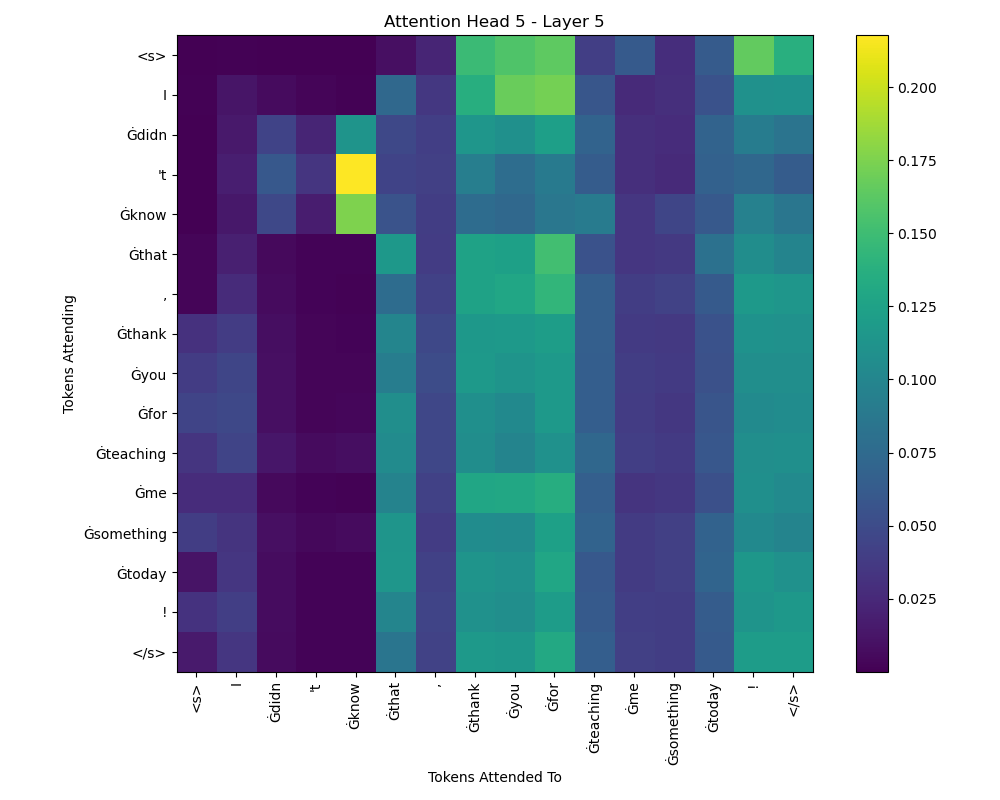 Attention Head 5 - Layer 5
<s>
I
Ġdidn
't
Ġknow
Ġthat
,
Ġthank
Ġyou
Ġfor
Ġteaching
Ġme
Ġsomething
Ġtoday
!
</s>
Tokens Attending
<s>
I
Ġdidn
't
Ġknow
Ġthat
,
Ġthank
Ġyou
Ġfor
Ġteaching
Ġme
Ġsomething
Ġtoday
!
</s>
Tokens Attended To
0.200
0.175
0.150
0.125
0.100
0.075
0.050
0.025